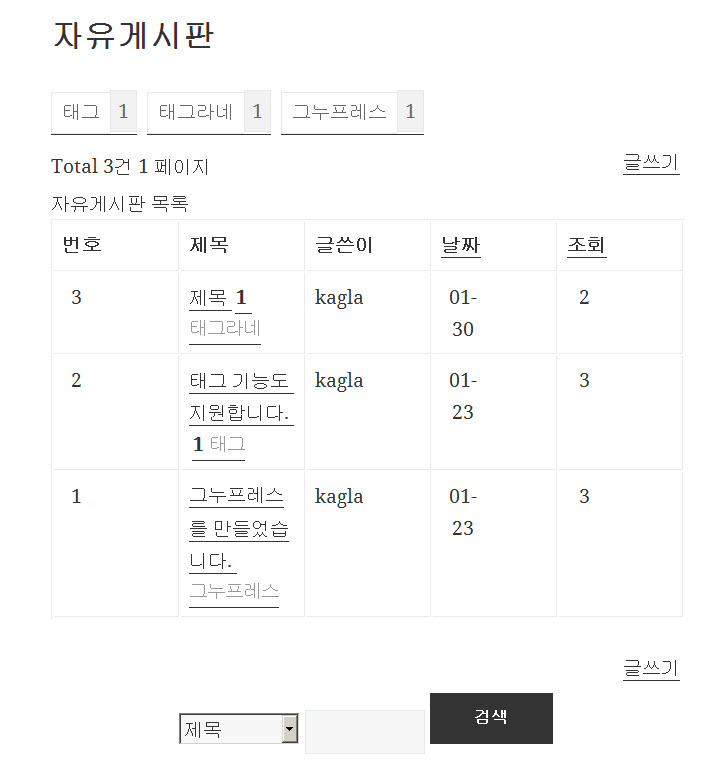 자유게시판
태그 1 태그라네 1 그누프레스 1
Total 3건 1 페이지 글쓰기
자유게시판 목록
번호 제목 글쓴이 날짜 조회
3 제목 1 kagla 01- 2
태그라네 30
2 태그 기능도 kagla 01- 3
지원합니다. 23
1 태그
1 그누프레스 kagla 01- 3
를 만들었습 23
니다.
그누프레스
글쓰기
제목 검색